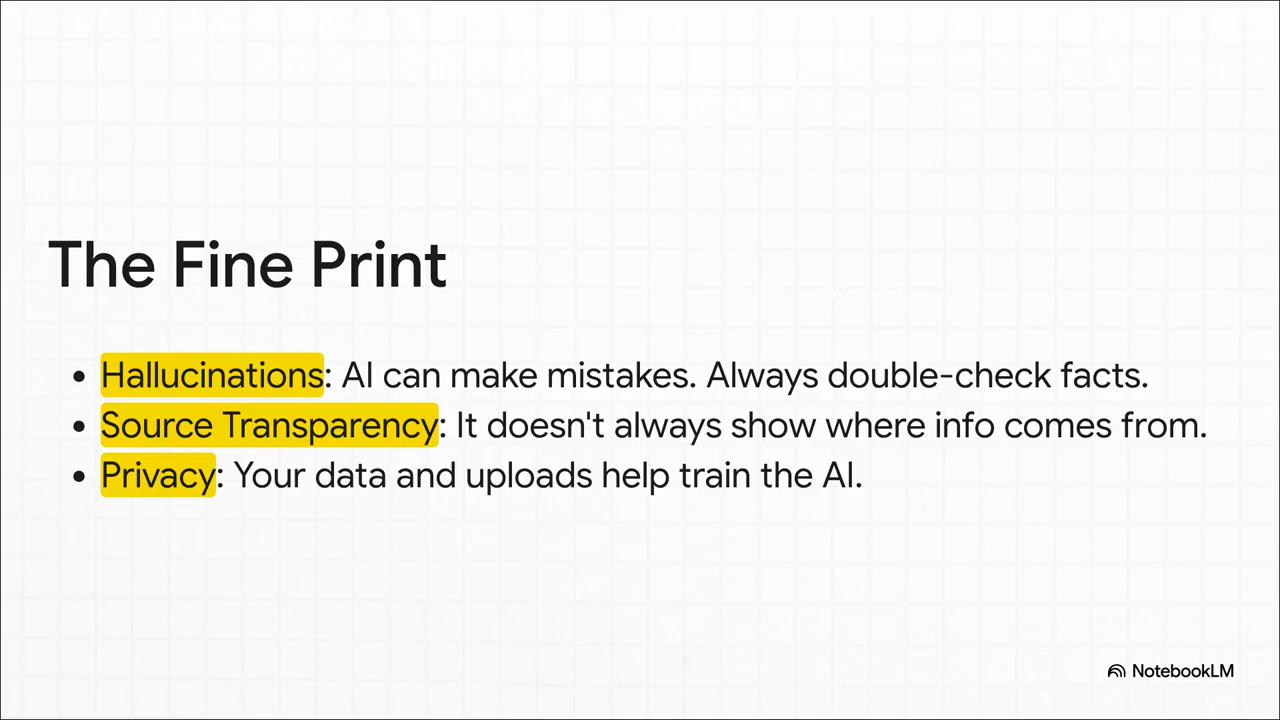 The Fine Print
• Hallucinations: AI can make mistakes. Always double-check facts.
• Source Transparency: It doesn't always show where info comes from.
• Privacy: Your data and uploads help train the AI.
NotebookLM